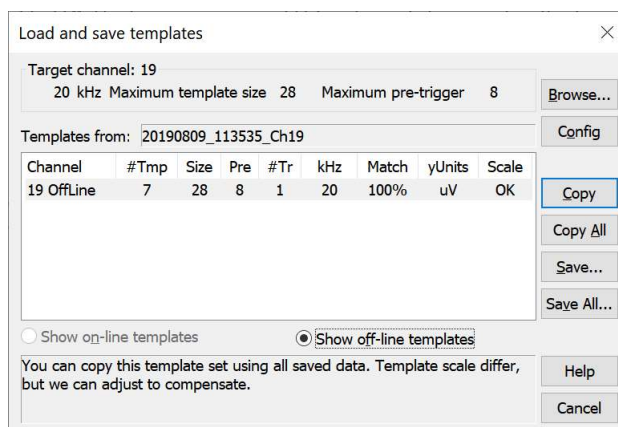 Load and save templates
Target channel: 19
20 kHz Maximum template size 28 Maximum pre-trigger 8
Browse...
Templates from: 20190809_113535_Ch19
Config
Channel #Tmp Size Pre #Tr kHz Match yUnits Scale
19 OffLine 7 28 8 1 20 100% uV OK
Copy
Copy All
Save...
Save All...
Show on-line templates
Show off-line templates
You can copy this template set using all saved data. Template scale differ,
but we can adjust to compensate.
Help
Cancel